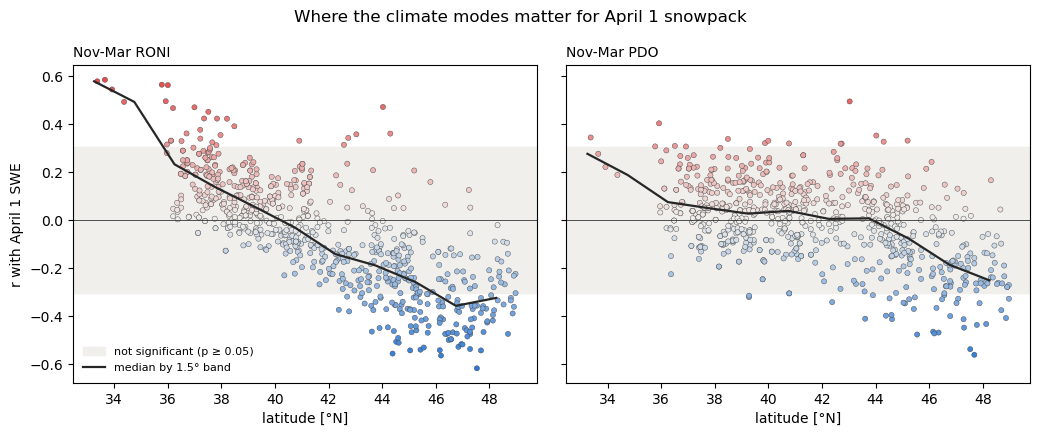 Where the climate modes matter for April 1 snowpack
Nov-Mar RONI
Nov-Mar PDO
r with April 1 SWE
0.6
0.4
0.2
0.0
−0.2
−0.4
−0.6
not significant (p ≥ 0.05)
median by 1.5° band
34 36 38 40 42 44 46 48
34 36 38 40 42 44 46 48
latitude [°N]
latitude [°N]